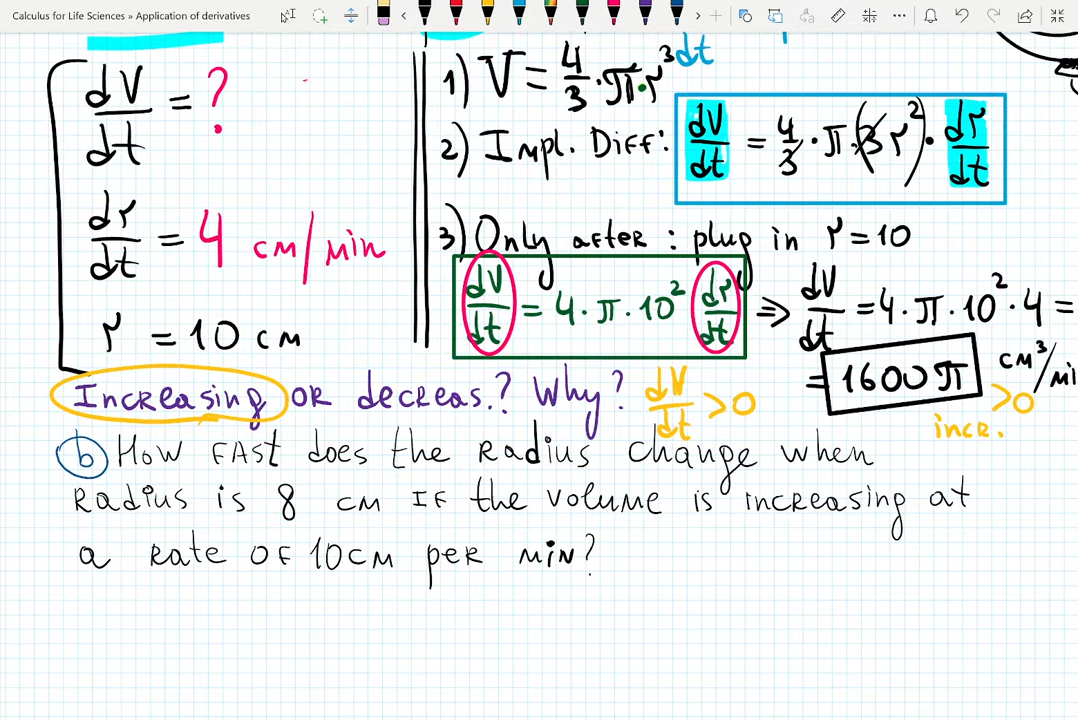 Calculus for Life Sciences » Application of derivatives
dV/dt = ?
dr/dt = 4 cm/min
r = 10 cm
dt
1) V = 4/3 · π · r³
2) Impl. Diff: dV/dt = 4/3 · π · (3r²) · dr/dt
3) Only after : plug in r = 10
dV/dt = 4 · π · 10² dr/dt => dV/dt = 4 · π · 10² · 4 =
= 1600 π cm³/mi
>0
incr.
Increasing or decreas.? Why? dV/dt > 0
b How fast does the radius change when
radius is 8 cm if the volume is increasing at
a rate of 10cm per min?